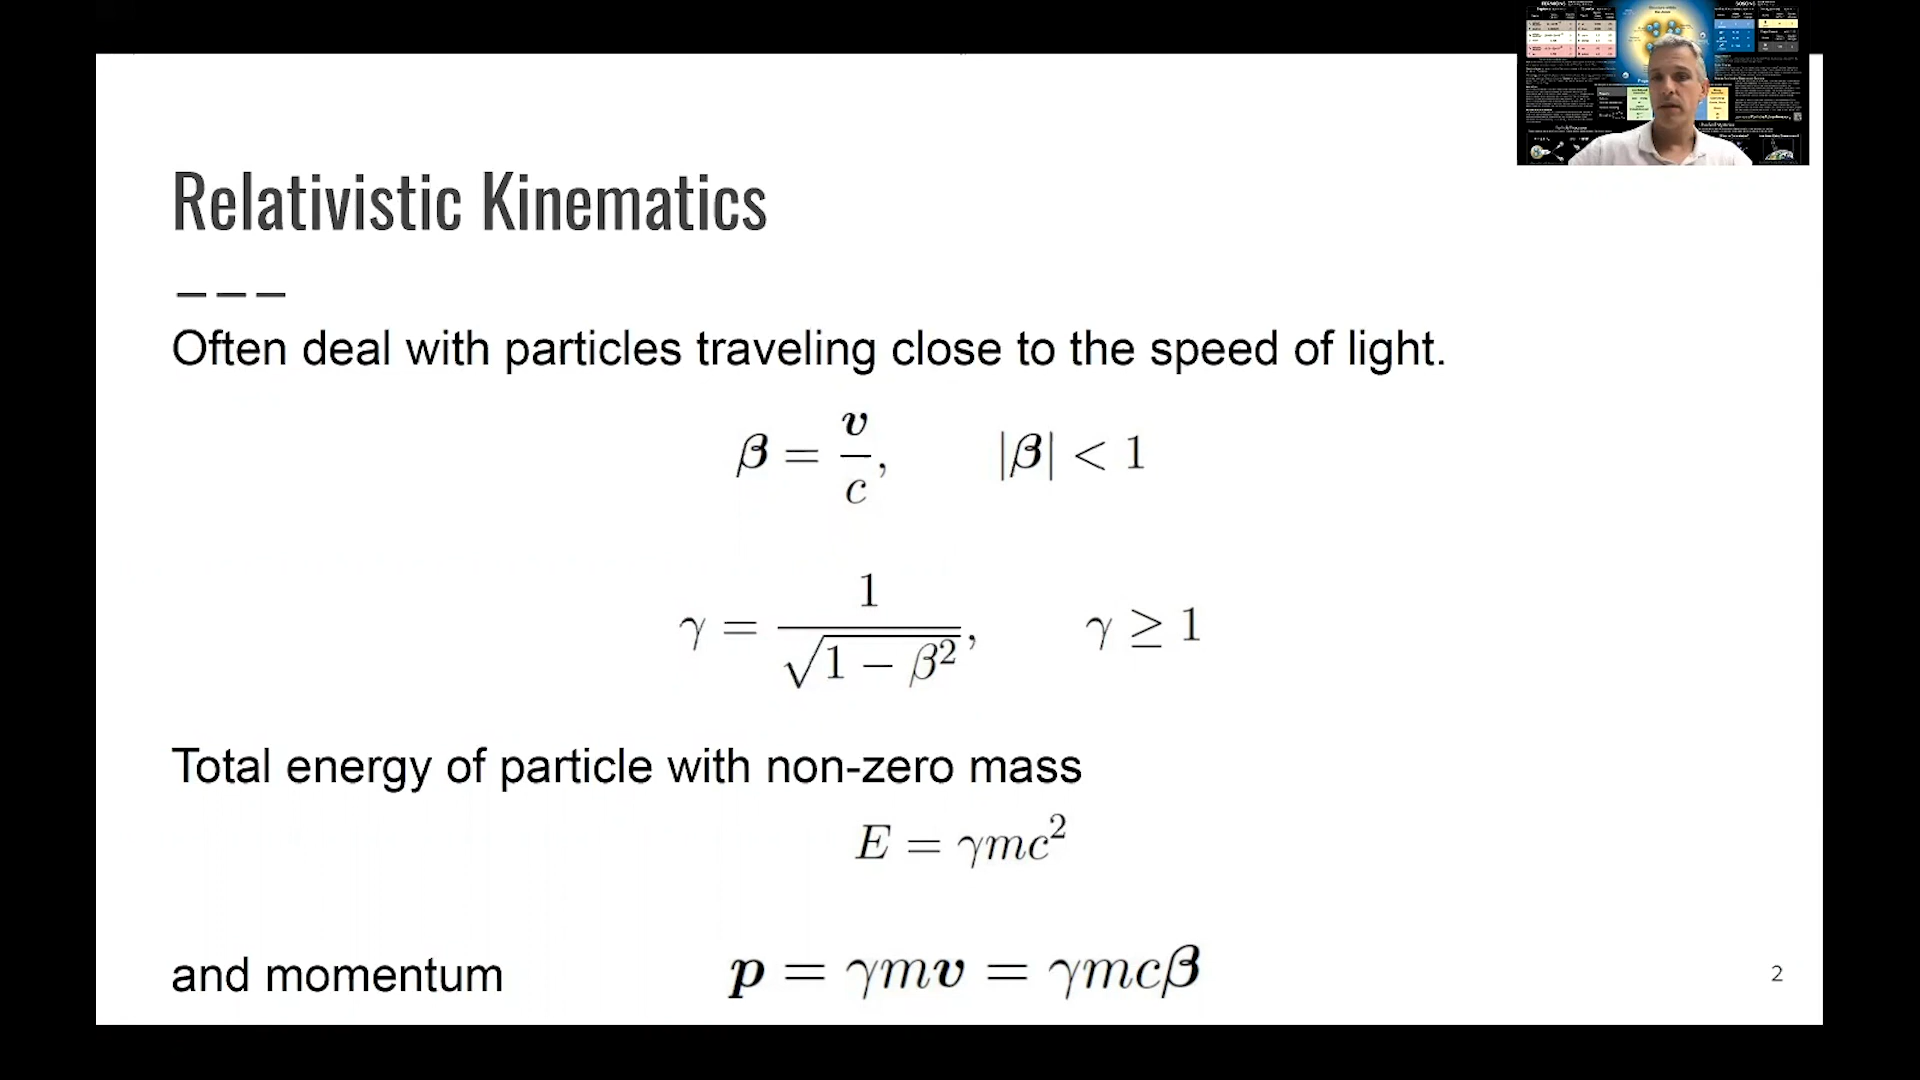 Relativistic Kinematics
Often deal with particles traveling close to the speed of light.
β = v/c, |β| < 1
γ = 1/√(1 − β²), γ ≥ 1
Total energy of particle with non-zero mass
E = γmc²
and momentum p = γmv = γmcβ
2